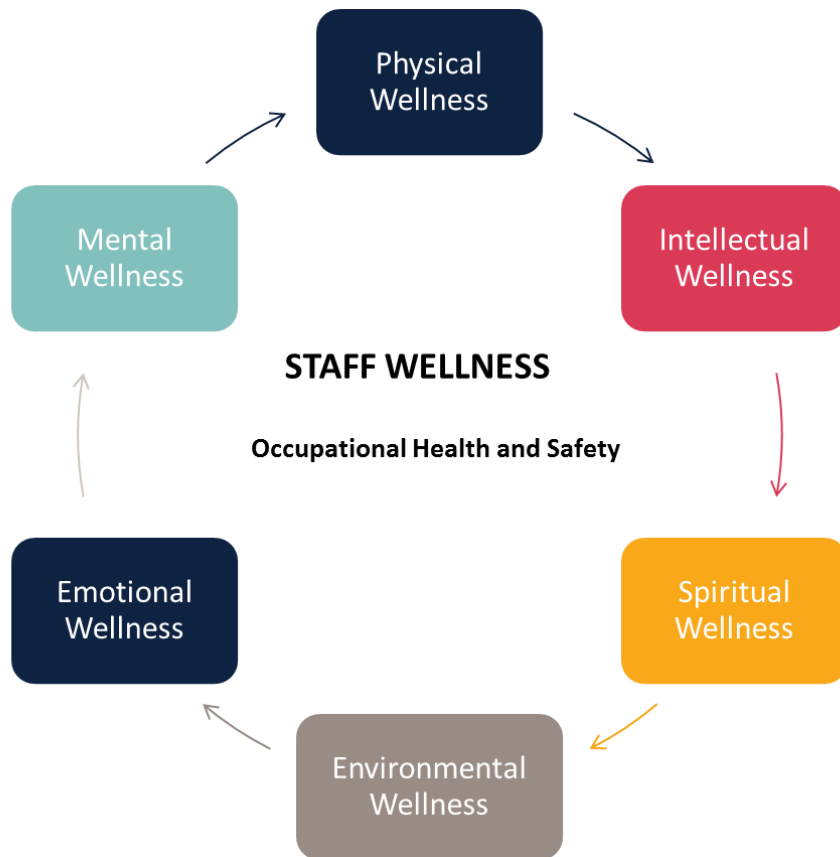 Physical
Wellness
Intellectual
Wellness
Spiritual
Wellness
Environmental
Wellness
Emotional
Wellness
Mental
Wellness
STAFF WELLNESS
Occupational Health and Safety